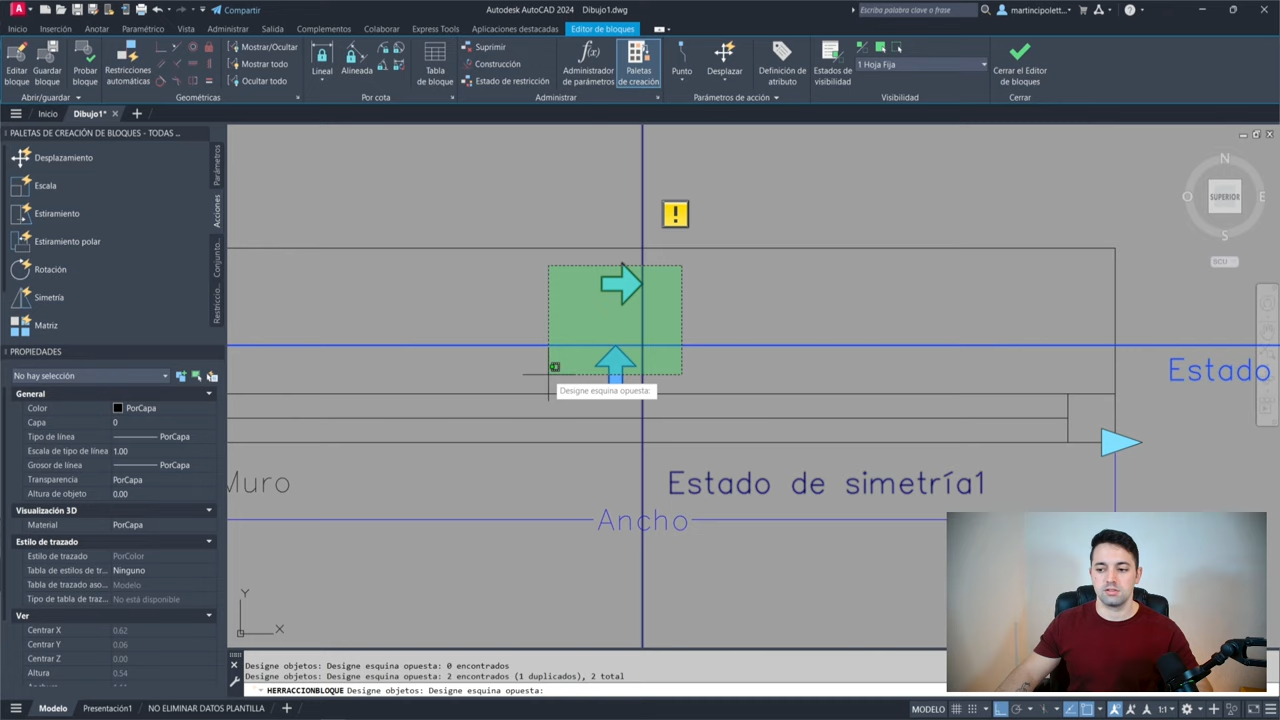 Compartir
Autodesk AutoCAD 2024 Dibujo1.dwg
Escriba palabra clave o frase
martincipolett...
Inicio Inserción Anotar Paramétrico Vista Administrar Salida Complementos Colaborar Express Tools Aplicaciones destacadas Editor de bloques
Editar bloque
Guardar bloque
Probar bloque
Restricciones automáticas
Mostrar/Ocultar
Mostrar todo
Ocultar todo
Lineal
Alineada
Tabla de bloque
Suprimir
Construcción
Estado de restricción
Administrador de parámetros
Paletas de creación
Punto
Desplazar
Definición de atributo
Estados de visibilidad
1 Hoja Fija
Cerrar el Editor de bloques
Abrir/guardar
Geométricas
Por cota
Administrar
Parámetros de acción
Visibilidad
Cerrar
Inicio Dibujo1*
PALETAS DE CREACIÓN DE BLOQUES - TODAS ...
Desplazamiento
Escala
Estiramiento
Estiramiento polar
Rotación
Simetría
Matriz
Parámetros
Acciones
Conjunto...
Restricc...
PROPIEDADES
No hay selección
General
Color PorCapa
Capa 0
Tipo de línea PorCapa
Escala de tipo de línea 1.00
Grosor de línea PorCapa
Transparencia PorCapa
Altura de objeto 0.00
Visualización 3D
Material PorCapa
Estilo de trazado
Estilo de trazado PorColor
Tabla de estilos de tr... Ninguno
Tabla de trazado aso... Modelo
Tipo de tabla de traz... No está disponible
Ver
Centrar X 0.62
Centrar Y 0.06
Centrar Z 0.00
Altura 0.54
N
O SUPERIOR E
S
SCU
!
Estado
Designe esquina opuesta:
Muro
Estado de simetría1
Ancho
Y
X
Designe objetos: Designe esquina opuesta: 0 encontrados
Designe objetos: Designe esquina opuesta: 2 encontrados (1 duplicados), 2 total
HERRACCIONBLOQUE Designe objetos: Designe esquina opuesta:
Modelo Presentación1 NO ELIMINAR DATOS PLANTILLA
MODELO 1:1